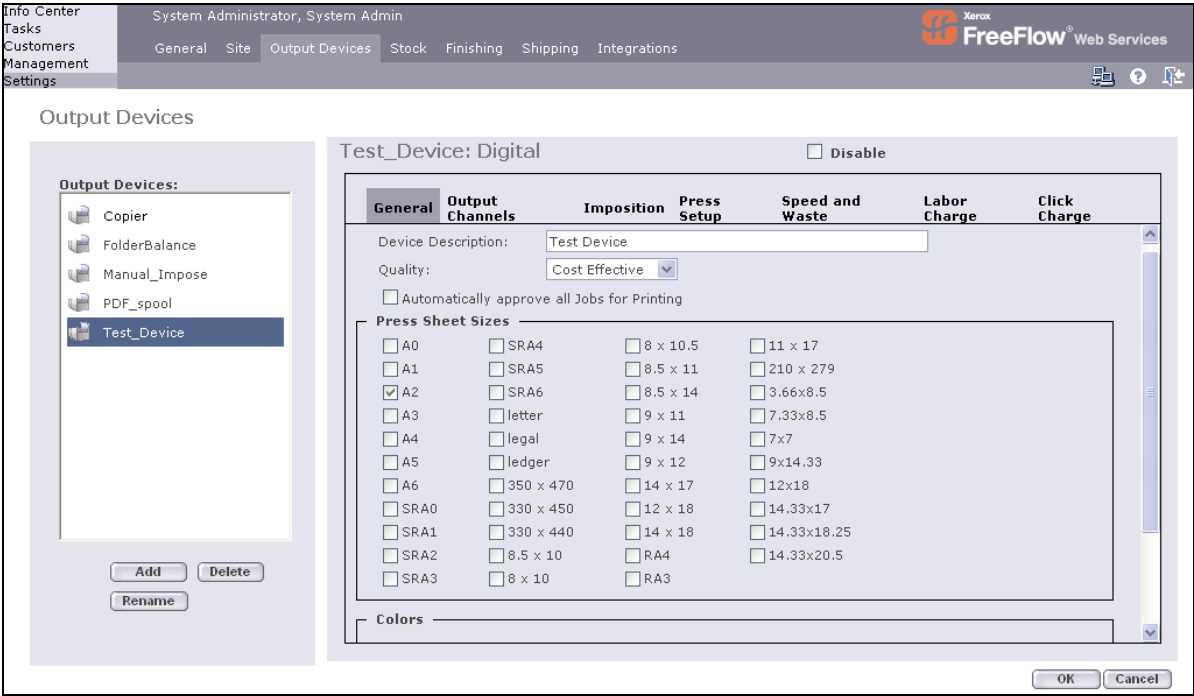 Info Center
Tasks
Customers
Management
Settings
System Administrator, System Admin
General Site Output Devices Stock Finishing Shipping Integrations
Xerox
FreeFlow® Web Services
?
Output Devices
Output Devices:
Copier
FolderBalance
Manual_Impose
PDF_spool
Test_Device
Add Delete
Rename
Test_Device: Digital
Disable
General Output Channels Imposition Press Setup Speed and Waste Labor Charge Click Charge
Device Description: Test Device
Quality: Cost Effective
Automatically approve all Jobs for Printing
Press Sheet Sizes
A0 SRA4 8 x 10.5 11 x 17
A1 SRA5 8.5 x 11 210 x 279
A2 SRA6 8.5 x 14 3.66x8.5
A3 letter 9 x 11 7.33x8.5
A4 legal 9 x 14 7x7
A5 ledger 9 x 12 9x14.33
A6 350 x 470 14 x 17 12x18
SRA0 330 x 450 12 x 18 14.33x17
SRA1 330 x 440 14 x 18 14.33x18.25
SRA2 8.5 x 10 RA4 14.33x20.5
SRA3 8 x 10 RA3
Colors
OK Cancel